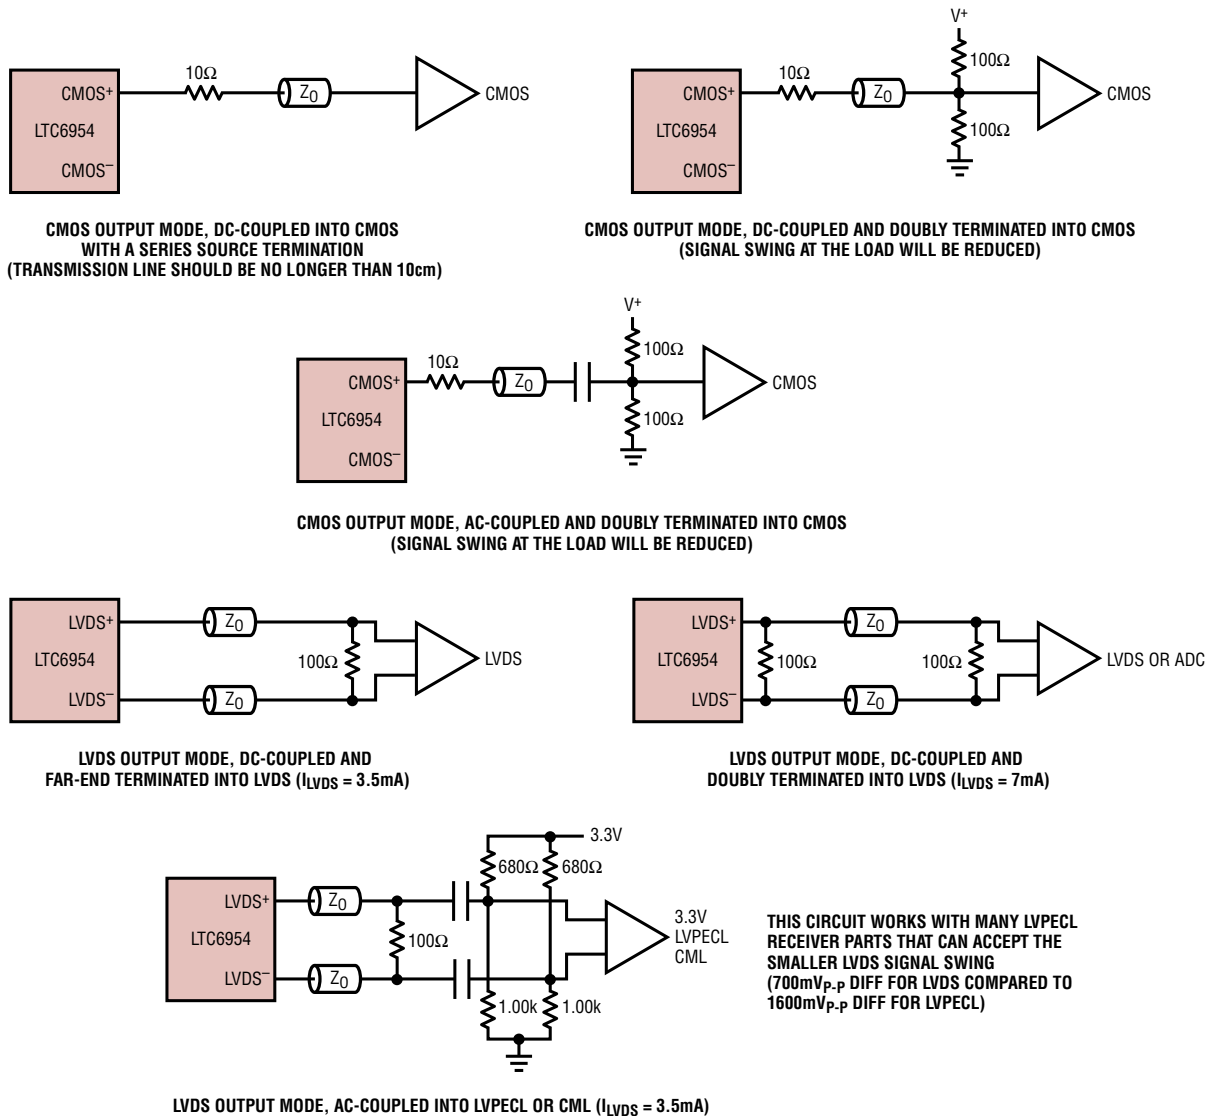 CMOS+
LTC6954
CMOS−
10Ω
Z0
CMOS
CMOS OUTPUT MODE, DC-COUPLED INTO CMOS
WITH A SERIES SOURCE TERMINATION
(TRANSMISSION LINE SHOULD BE NO LONGER THAN 10cm)
V+
CMOS+
LTC6954
CMOS−
10Ω
Z0
100Ω
100Ω
CMOS
CMOS OUTPUT MODE, DC-COUPLED AND DOUBLY TERMINATED INTO CMOS
(SIGNAL SWING AT THE LOAD WILL BE REDUCED)
V+
CMOS+
LTC6954
CMOS−
10Ω
Z0
100Ω
100Ω
CMOS
CMOS OUTPUT MODE, AC-COUPLED AND DOUBLY TERMINATED INTO CMOS
(SIGNAL SWING AT THE LOAD WILL BE REDUCED)
LVDS+
LTC6954
LVDS−
Z0
100Ω
Z0
LVDS
LVDS OUTPUT MODE, DC-COUPLED AND
FAR-END TERMINATED INTO LVDS (ILVDS = 3.5mA)
LVDS+
LTC6954
LVDS−
100Ω
Z0
100Ω
Z0
LVDS OR ADC
LVDS OUTPUT MODE, DC-COUPLED AND
DOUBLY TERMINATED INTO LVDS (ILVDS = 7mA)
LVDS+
LTC6954
LVDS−
Z0
100Ω
Z0
3.3V
680Ω
680Ω
1.00k
1.00k
3.3V
LVPECL
CML
THIS CIRCUIT WORKS WITH MANY LVPECL
RECEIVER PARTS THAT CAN ACCEPT THE
SMALLER LVDS SIGNAL SWING
(700mVP-P DIFF FOR LVDS COMPARED TO
1600mVP-P DIFF FOR LVPECL)
LVDS OUTPUT MODE, AC-COUPLED INTO LVPECL OR CML (ILVDS = 3.5mA)